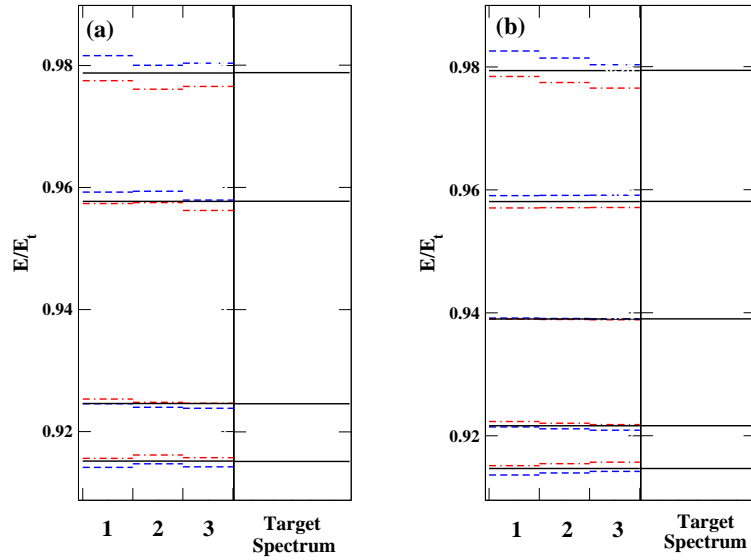 (a)
0.98
0.96
0.94
0.92
E/E_t
1 2 3 Target
Spectrum
(b)
0.98
0.96
0.94
0.92
E/E_t
1 2 3 Target
Spectrum